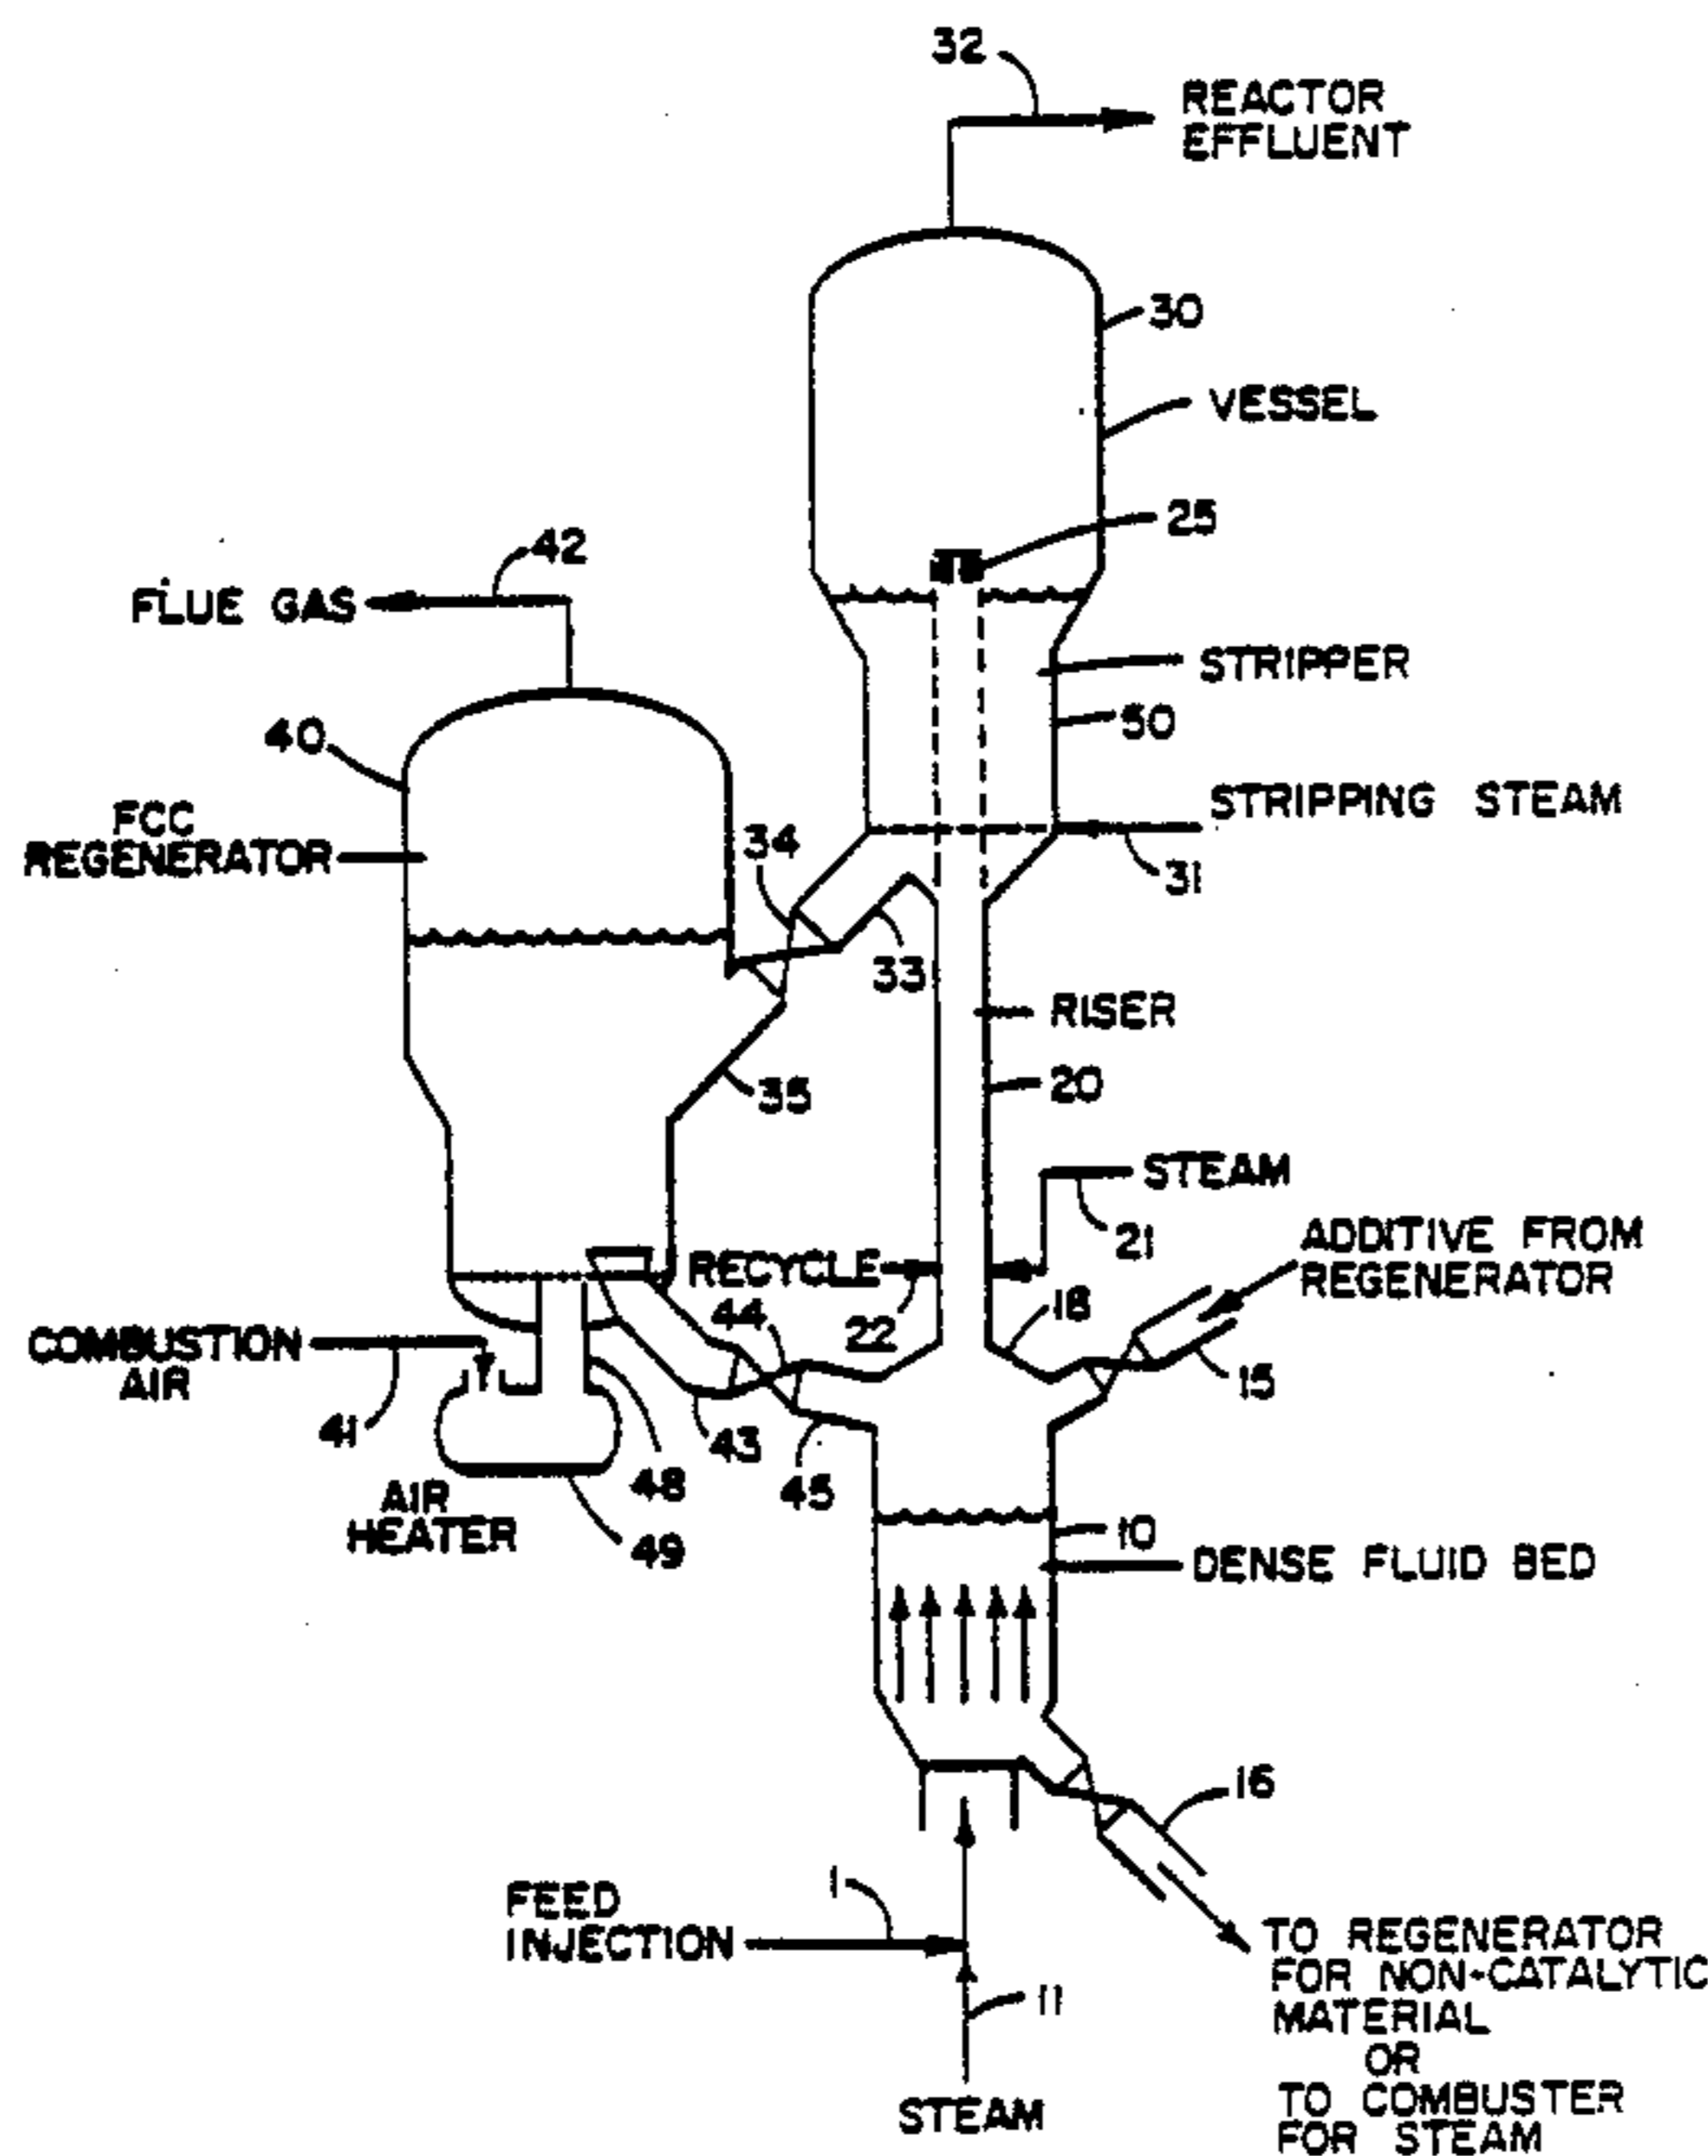 32
REACTOR
EFFLUENT
30
VESSEL
25
42
FLUE GAS
STRIPPER
50
40
FCC
REGENERATOR
STRIPPING STEAM
34
31
33
RISER
35
20
STEAM
21
ADDITIVE FROM
REGENERATOR
RECYCLE
44
22
18
15
COMBUSTION
AIR
41
43
48
45
AIR
HEATER
49
10
DENSE FLUID BED
16
1
FEED
INJECTION
11
STEAM
TO REGENERATOR
FOR NON-CATALYTIC
MATERIAL
OR
TO COMBUSTER
FOR STEAM